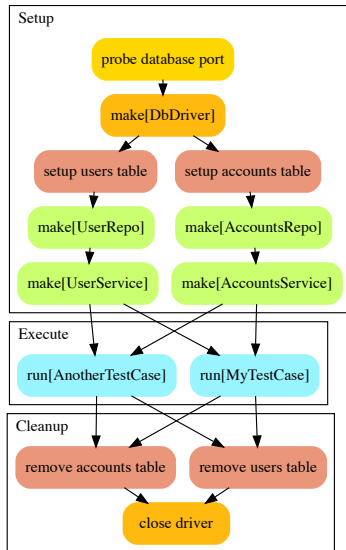 Setup
probe database port
make[DbDriver]
setup users table
setup accounts table
make[UserRepo]
make[AccountsRepo]
make[UserService]
make[AccountsService]
Execute
run[AnotherTestCase]
run[MyTestCase]
Cleanup
remove accounts table
remove users table
close driver